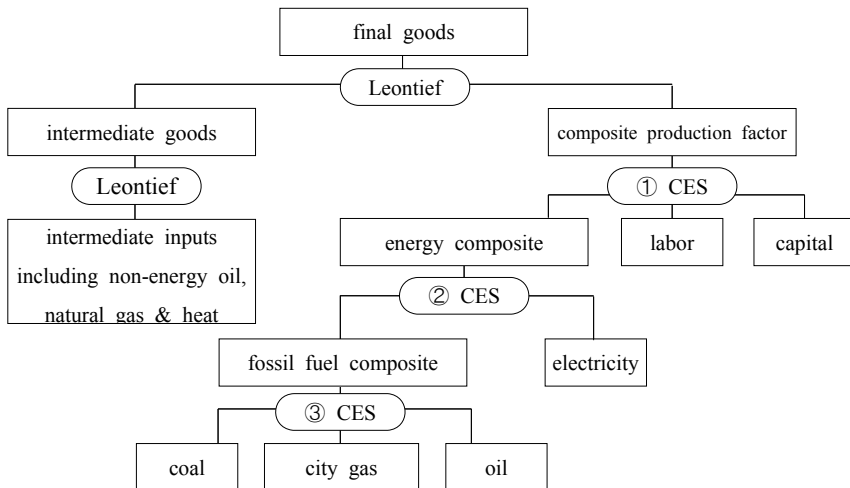 final goods
Leontief
intermediate goods
composite production factor
Leontief
① CES
intermediate inputs
including non-energy oil,
natural gas & heat
energy composite
labor
capital
② CES
fossil fuel composite
electricity
③ CES
coal
city gas
oil